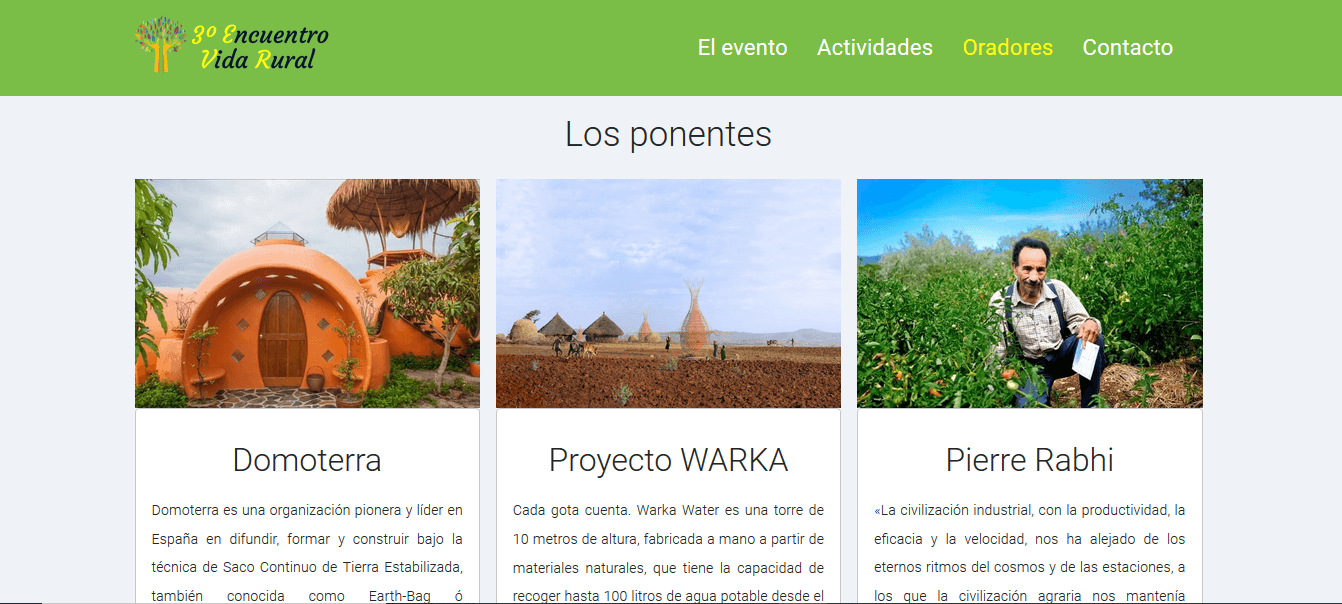 3º Encuentro
Vida Rural
El evento
Actividades
Oradores
Contacto
Los ponentes
Domoterra
Domoterra es una organización pionera y líder en
España en difundir, formar y construir bajo la
técnica de Saco Continuo de Tierra Estabilizada,
también conocida como Earth-Bag ó
Proyecto WARKA
Cada gota cuenta. Warka Water es una torre de
10 metros de altura, fabricada a mano a partir de
materiales naturales, que tiene la capacidad de
recoger hasta 100 litros de agua potable desde el
Pierre Rabhi
«La civilización industrial, con la productividad, la
eficacia y la velocidad, nos ha alejado de los
eternos ritmos del cosmos y de las estaciones, a
los que la civilización agraria nos mantenía